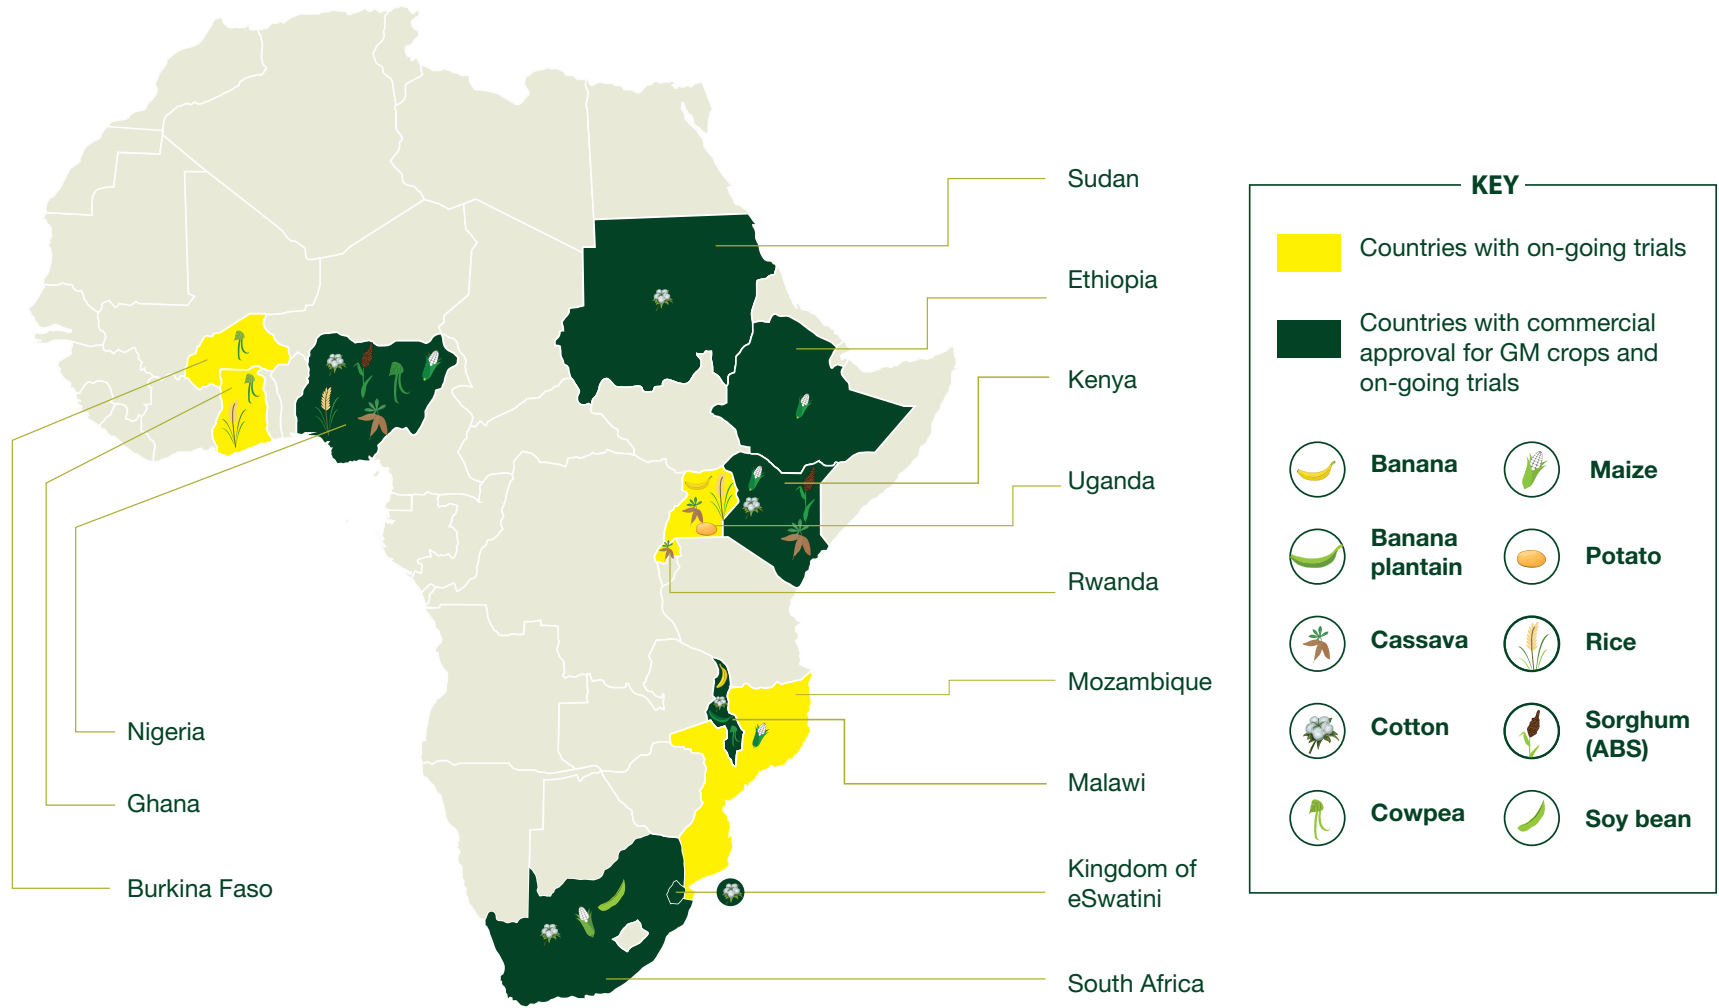 Sudan
Ethiopia
Kenya
Uganda
Rwanda
Mozambique
Malawi
Kingdom of
eSwatini
South Africa
Nigeria
Ghana
Burkina Faso
KEY
Countries with on-going trials
Countries with commercial
approval for GM crops and
on-going trials
Banana
Maize
Banana
plantain
Potato
Cassava
Rice
Cotton
Sorghum
(ABS)
Cowpea
Soy bean